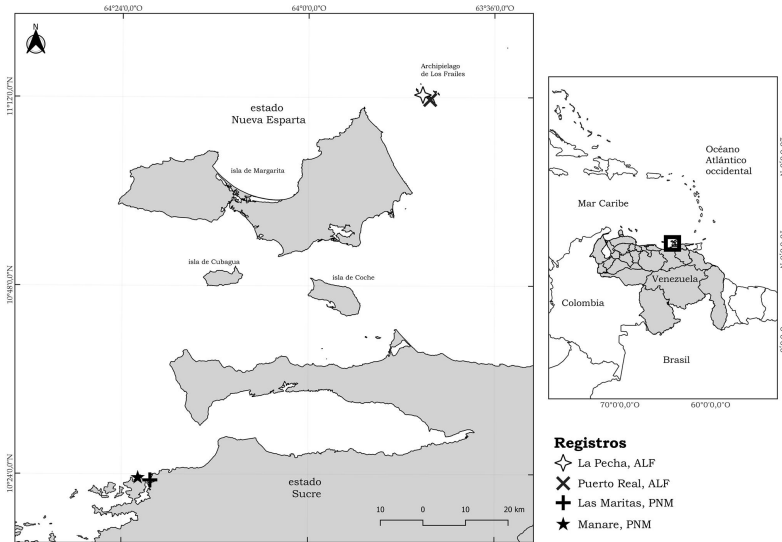 64°24'0,0"O 64°0'0,0"O 63°36'0,0"O
N
Archipielago
de Los Frailes
11°12'0,0"N
estado
Nueva Esparta
isla de Margarita
isla de Cubagua
isla de Coche
10°48'0,0"N
10°24'0,0"N
estado
Sucre
10 0 10 20 km
Océano
Atlántico
occidental
Mar Caribe
Venezuela
Colombia
Brasil
70°0'0,0"O 60°0'0,0"O
Registros
La Pecha, ALF
Puerto Real, ALF
Las Maritas, PNM
Manare, PNM